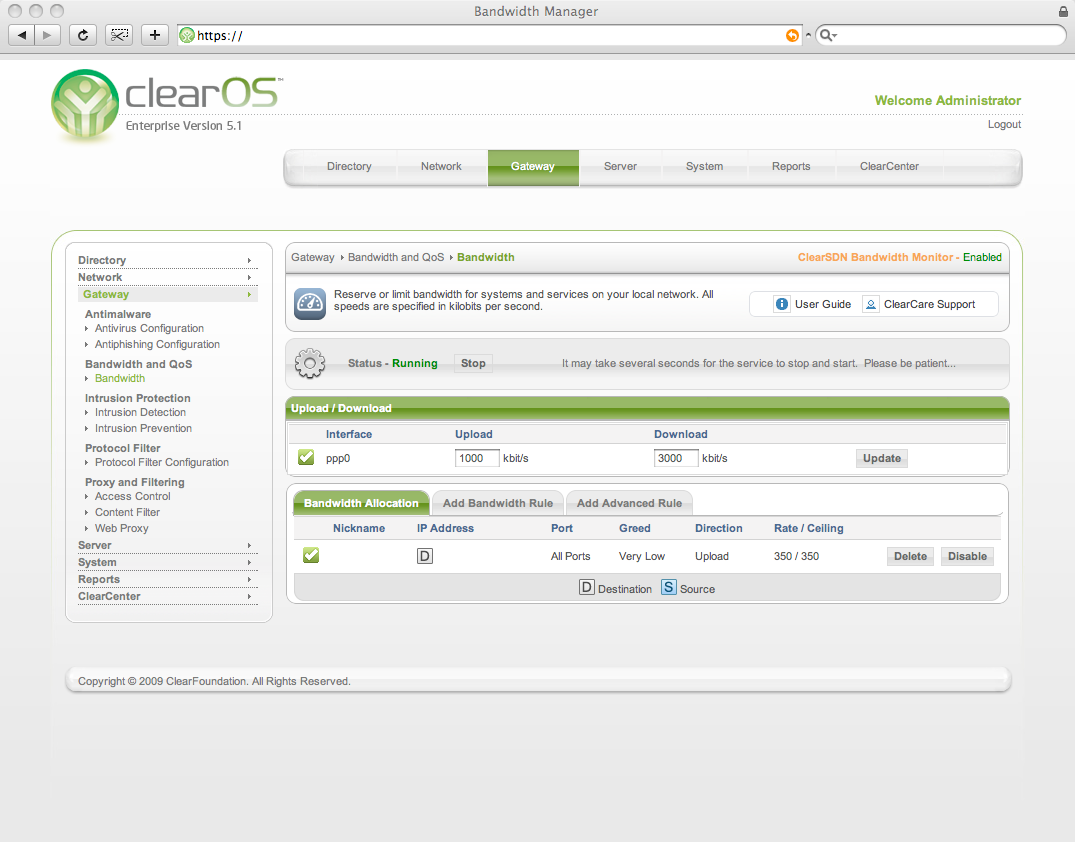 Bandwidth Manager
https://
clearOS™
Enterprise Version 5.1
Welcome Administrator
Logout
Directory Network Gateway Server System Reports ClearCenter
Directory
Network
Gateway
Antimalware
Antivirus Configuration
Antiphishing Configuration
Bandwidth and QoS
Bandwidth
Intrusion Protection
Intrusion Detection
Intrusion Prevention
Protocol Filter
Protocol Filter Configuration
Proxy and Filtering
Access Control
Content Filter
Web Proxy
Server
System
Reports
ClearCenter
Gateway Bandwidth and QoS Bandwidth ClearSDN Bandwidth Monitor - Enabled
Reserve or limit bandwidth for systems and services on your local network. All
speeds are specified in kilobits per second.
User Guide ClearCare Support
Status - Running Stop It may take several seconds for the service to stop and start. Please be patient...
Upload / Download
Interface Upload Download
ppp0 1000 kbit/s 3000 kbit/s Update
Bandwidth Allocation Add Bandwidth Rule Add Advanced Rule
Nickname IP Address Port Greed Direction Rate / Ceiling
D All Ports Very Low Upload 350 / 350 Delete Disable
D Destination S Source
Copyright © 2009 ClearFoundation. All Rights Reserved.